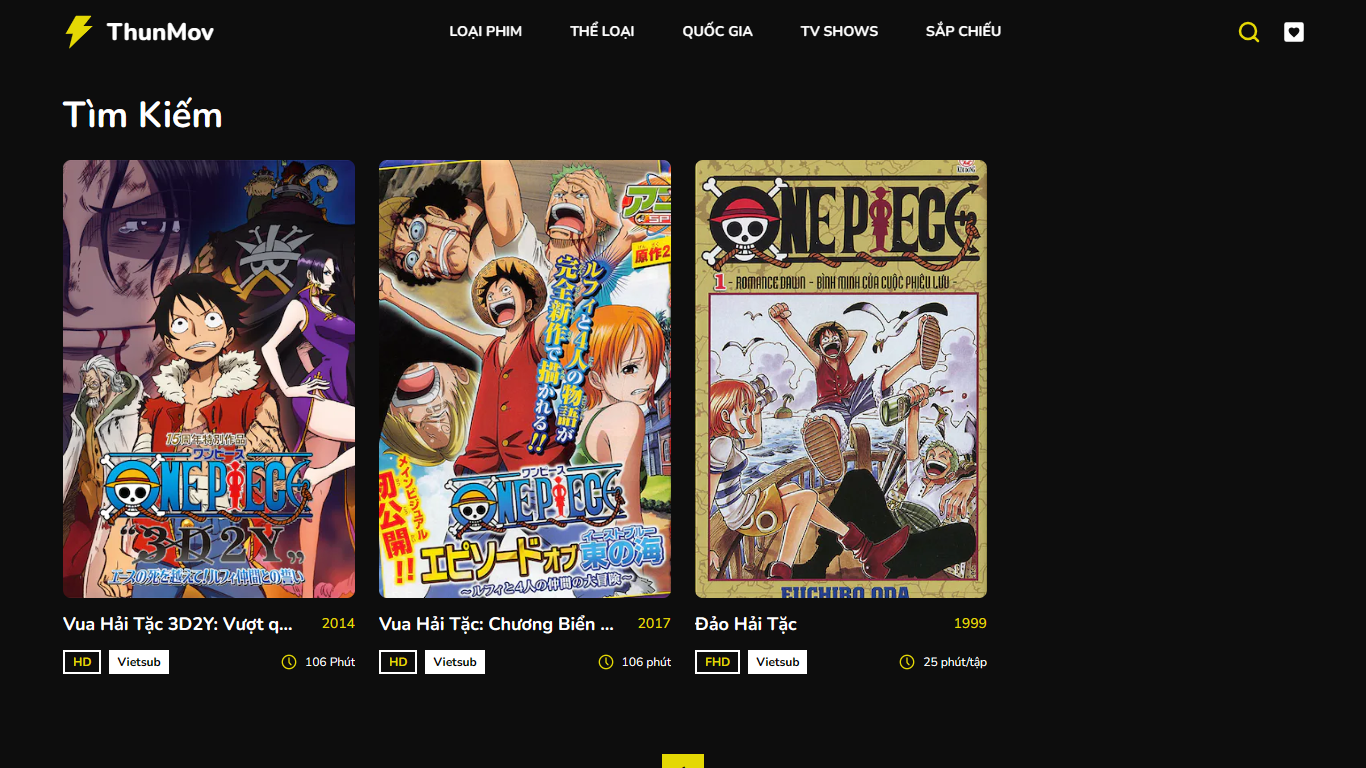 ThunMov
LOẠI PHIM
THỂ LOẠI
QUỐC GIA
TV SHOWS
SẮP CHIẾU
Tìm Kiếm
15周年特別作品
ワンピース
ONE PIECE
"3D2Y"
エースの死を越えて!ルフィ仲間との誓い
原作2
ルフィと4人の物語が
完全新作で描かれる!!
メインビジュアル
初公開!!
ワンピース
ONE PIECE
エピソードオブ東の海
イーストブルー
~ルフィと4人の仲間の大冒険~
ONE PIECE
1 - ROMANCE DAWN - BÌNH MINH CỦA CUỘC PHIÊU LƯU -
EIICHIRO ODA
Vua Hải Tặc 3D2Y: Vượt q...
2014
HD
Vietsub
106 Phút
Vua Hải Tặc: Chương Biển ...
2017
HD
Vietsub
106 phút
Đảo Hải Tặc
1999
FHD
Vietsub
25 phút/tập